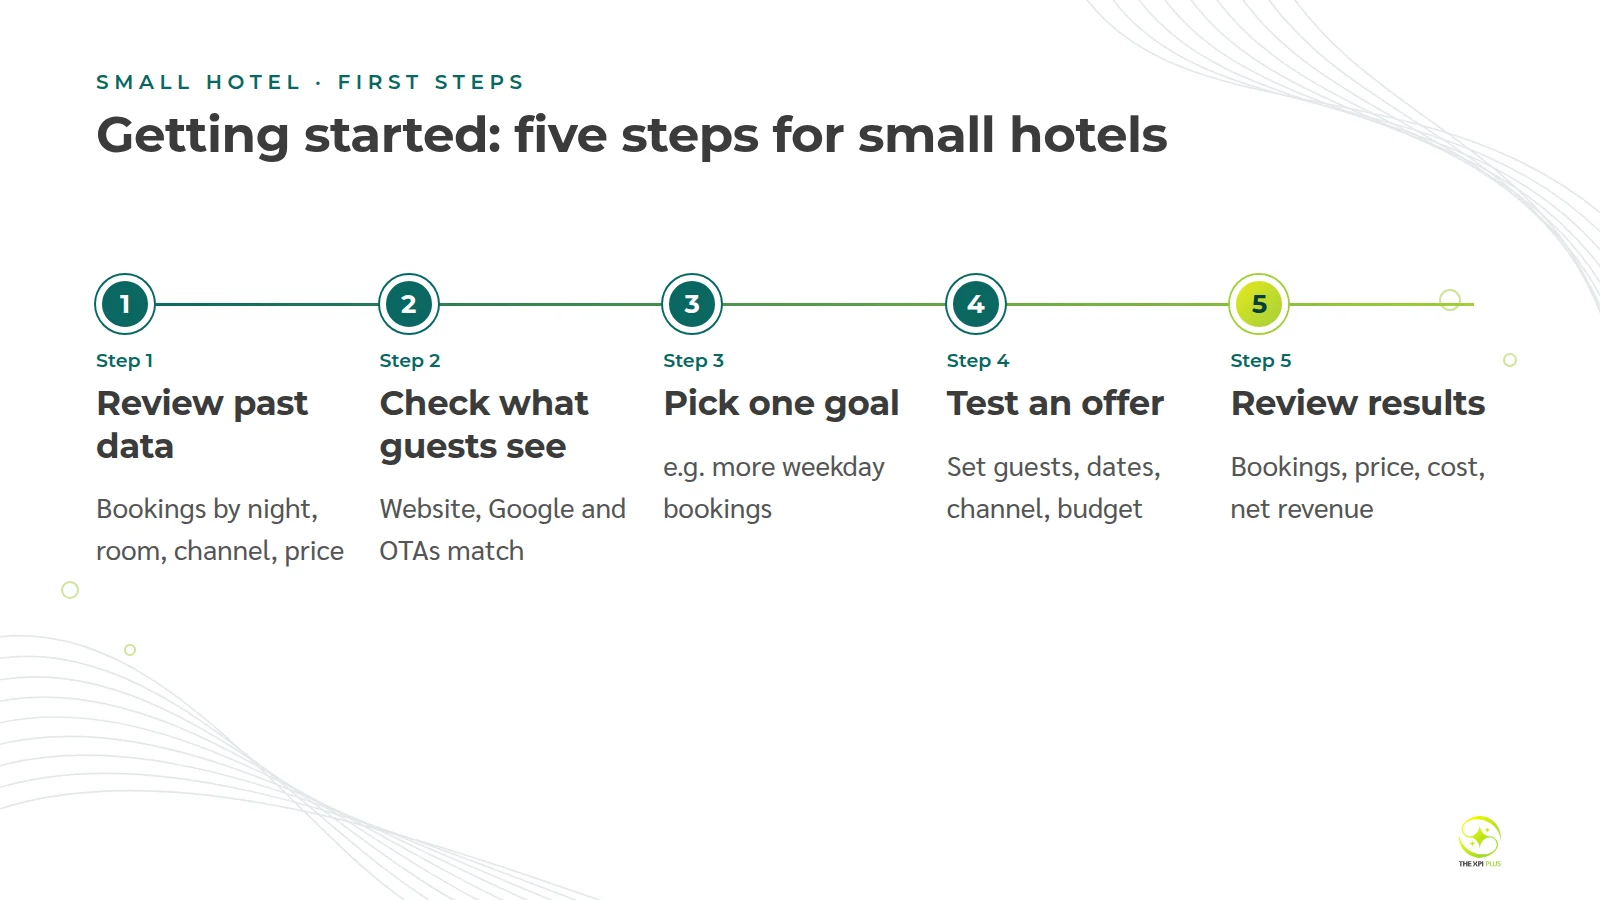 SMALL HOTEL · FIRST STEPS
Getting started: five steps for small hotels
1
Step 1
Review past
data
Bookings by night,
room, channel, price
2
Step 2
Check what
guests see
Website, Google and
OTAs match
3
Step 3
Pick one goal
e.g. more weekday
bookings
4
Step 4
Test an offer
Set guests, dates,
channel, budget
5
Step 5
Review results
Bookings, price, cost,
net revenue
THE XPI PLUS